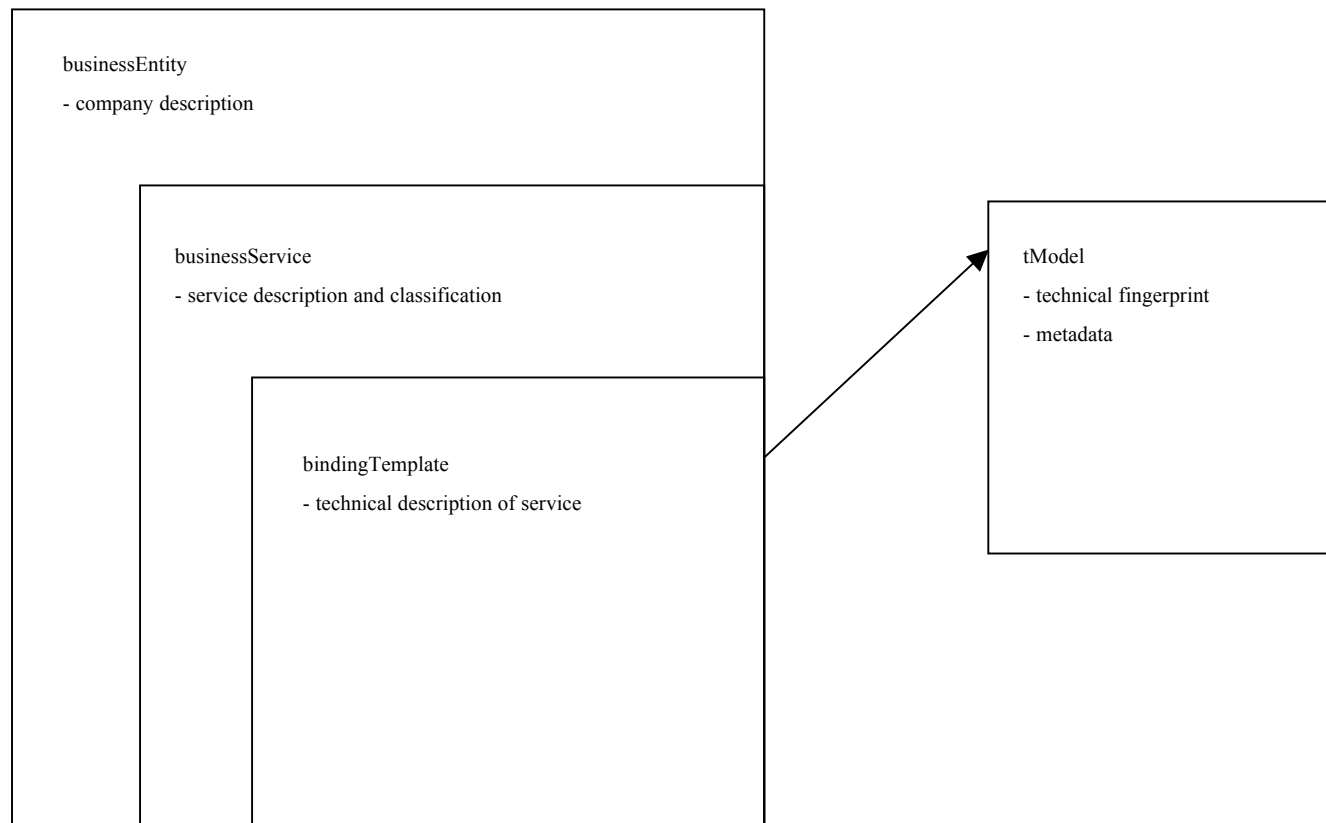 businessEntity
- company description
businessService
- service description and classification
bindingTemplate
- technical description of service
tModel
- technical fingerprint
- metadata